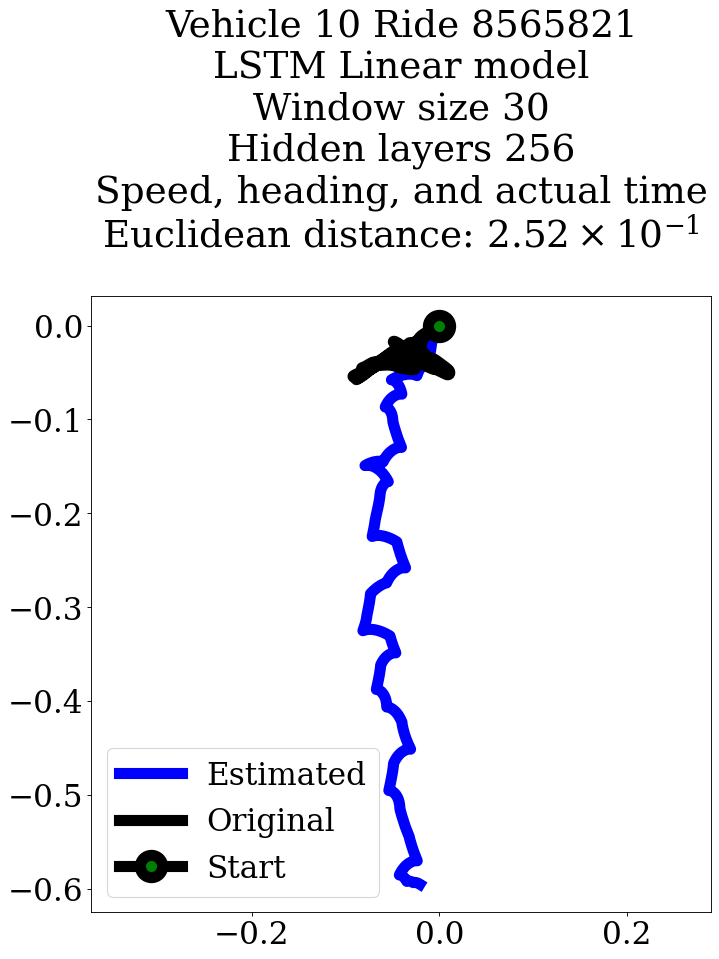 Vehicle 10 Ride 8565821
LSTM Linear model
Window size 30
Hidden layers 256
Speed, heading, and actual time
Euclidean distance: 2.52 × 10⁻¹
0.0
−0.1
−0.2
−0.3
−0.4
−0.5
−0.6
Estimated
Original
Start
−0.2
0.0
0.2